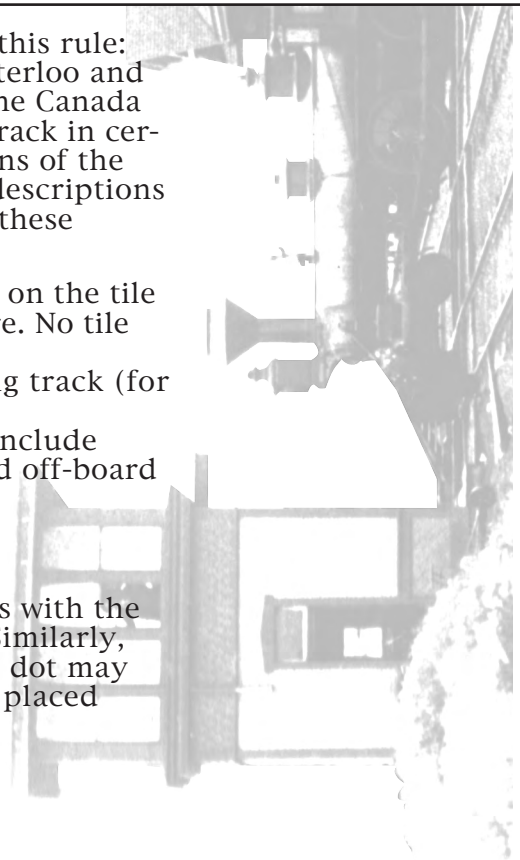 this rule:
terloo and
ne Canada
rack in cer-
ns of the
descriptions
these
on the tile
e. No tile
g track (for
nclude
d off-board
s with the
Similarly,
dot may
placed